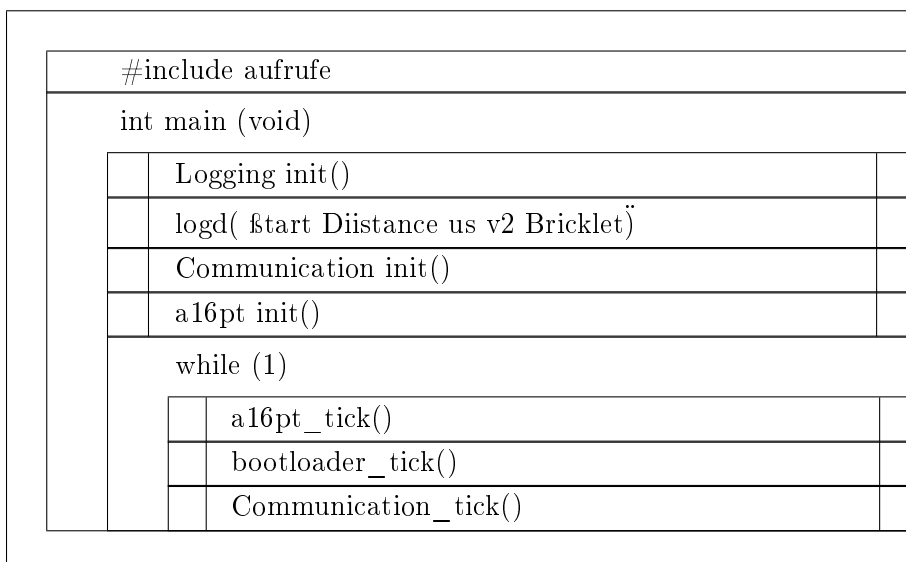 #include aufrufe
int main (void)
Logging init()
logd( ßtart Diistance us v2 Bricklet)̈
Communication init()
a16pt init()
while (1)
a16pt_tick()
bootloader_tick()
Communication_tick()